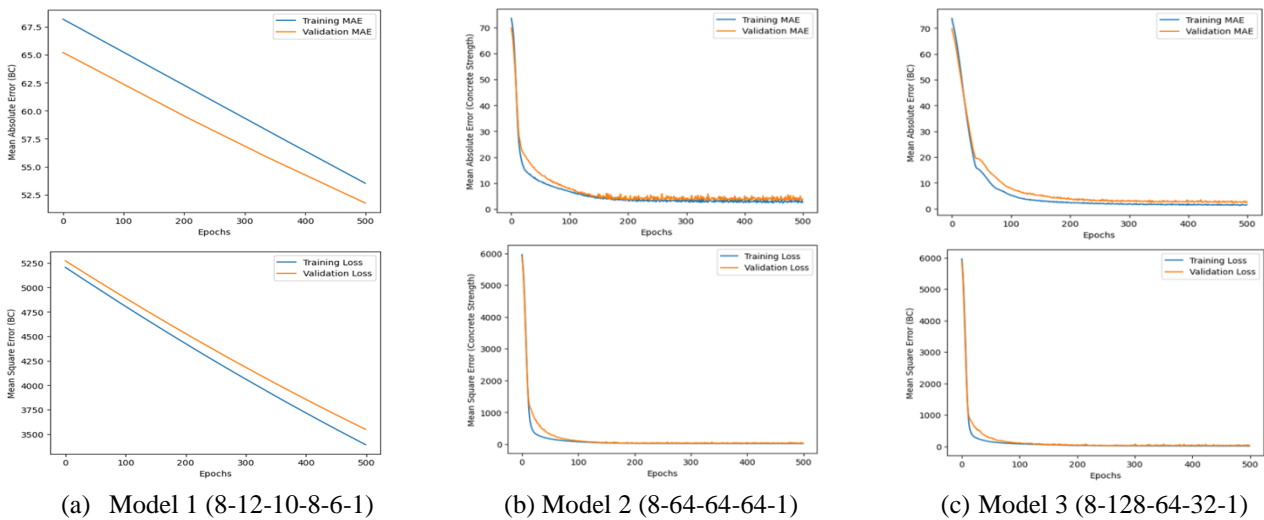 Mean Absolute Error (BC)
67.5
65.0
62.5
60.0
57.5
55.0
52.5
Training MAE
Validation MAE
0 100 200 300 400 500
Epochs
Mean Absolute Error (Concrete Strength)
70
60
50
40
30
20
10
0
Training MAE
Validation MAE
0 100 200 300 400 500
Epochs
Mean Absolute Error (BC)
70
60
50
40
30
20
10
0
Training MAE
Validation MAE
0 100 200 300 400 500
Epochs
Mean Square Error (BC)
5250
5000
4750
4500
4250
4000
3750
3500
Training Loss
Validation Loss
0 100 200 300 400 500
Epochs
Mean Square Error (Concrete Strength)
6000
5000
4000
3000
2000
1000
0
Training Loss
Validation Loss
0 100 200 300 400 500
Epochs
Mean Square Error (BC)
6000
5000
4000
3000
2000
1000
0
Training Loss
Validation Loss
0 100 200 300 400 500
Epochs
(a) Model 1 (8-12-10-8-6-1)
(b) Model 2 (8-64-64-64-1)
(c) Model 3 (8-128-64-32-1)